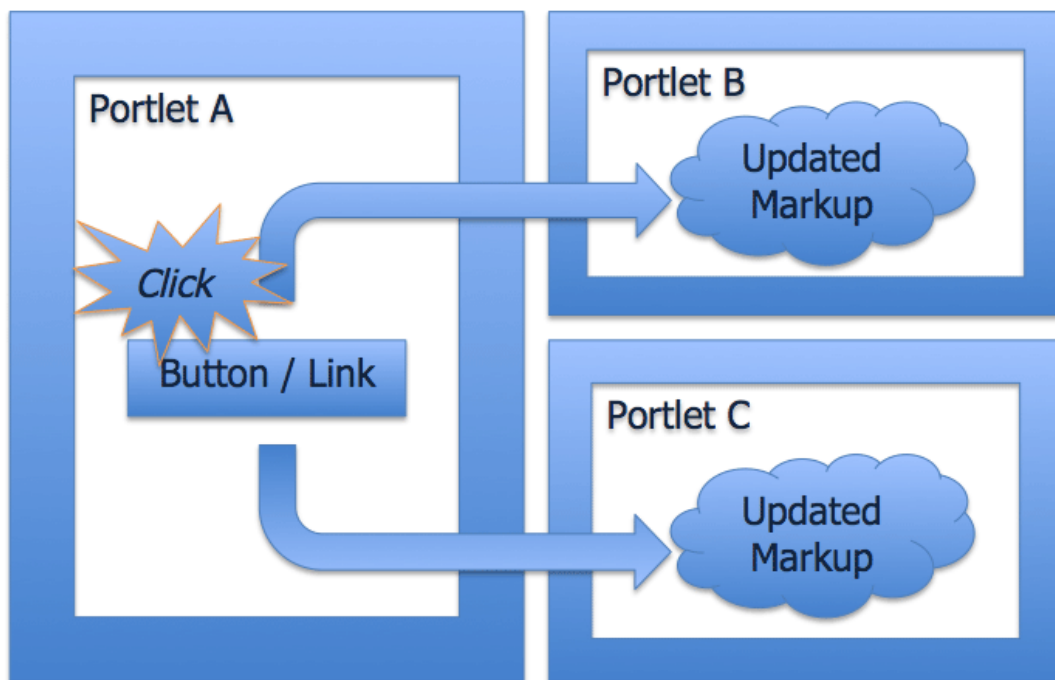 Portlet A
Click
Button / Link
Portlet B
Updated
Markup
Portlet C
Updated
Markup